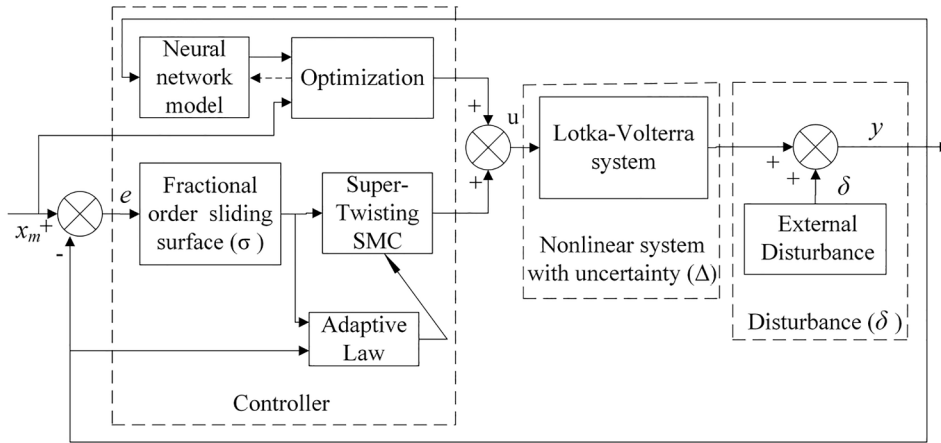 Neural
network
model
Optimization
+
u
+
Lotka-Volterra
system
Nonlinear system
with uncertainty (Δ)
+
+
y
δ
External
Disturbance
Disturbance (δ)
xm
+
-
e
Fractional
order sliding
surface (σ)
Super-
Twisting
SMC
Adaptive
Law
Controller